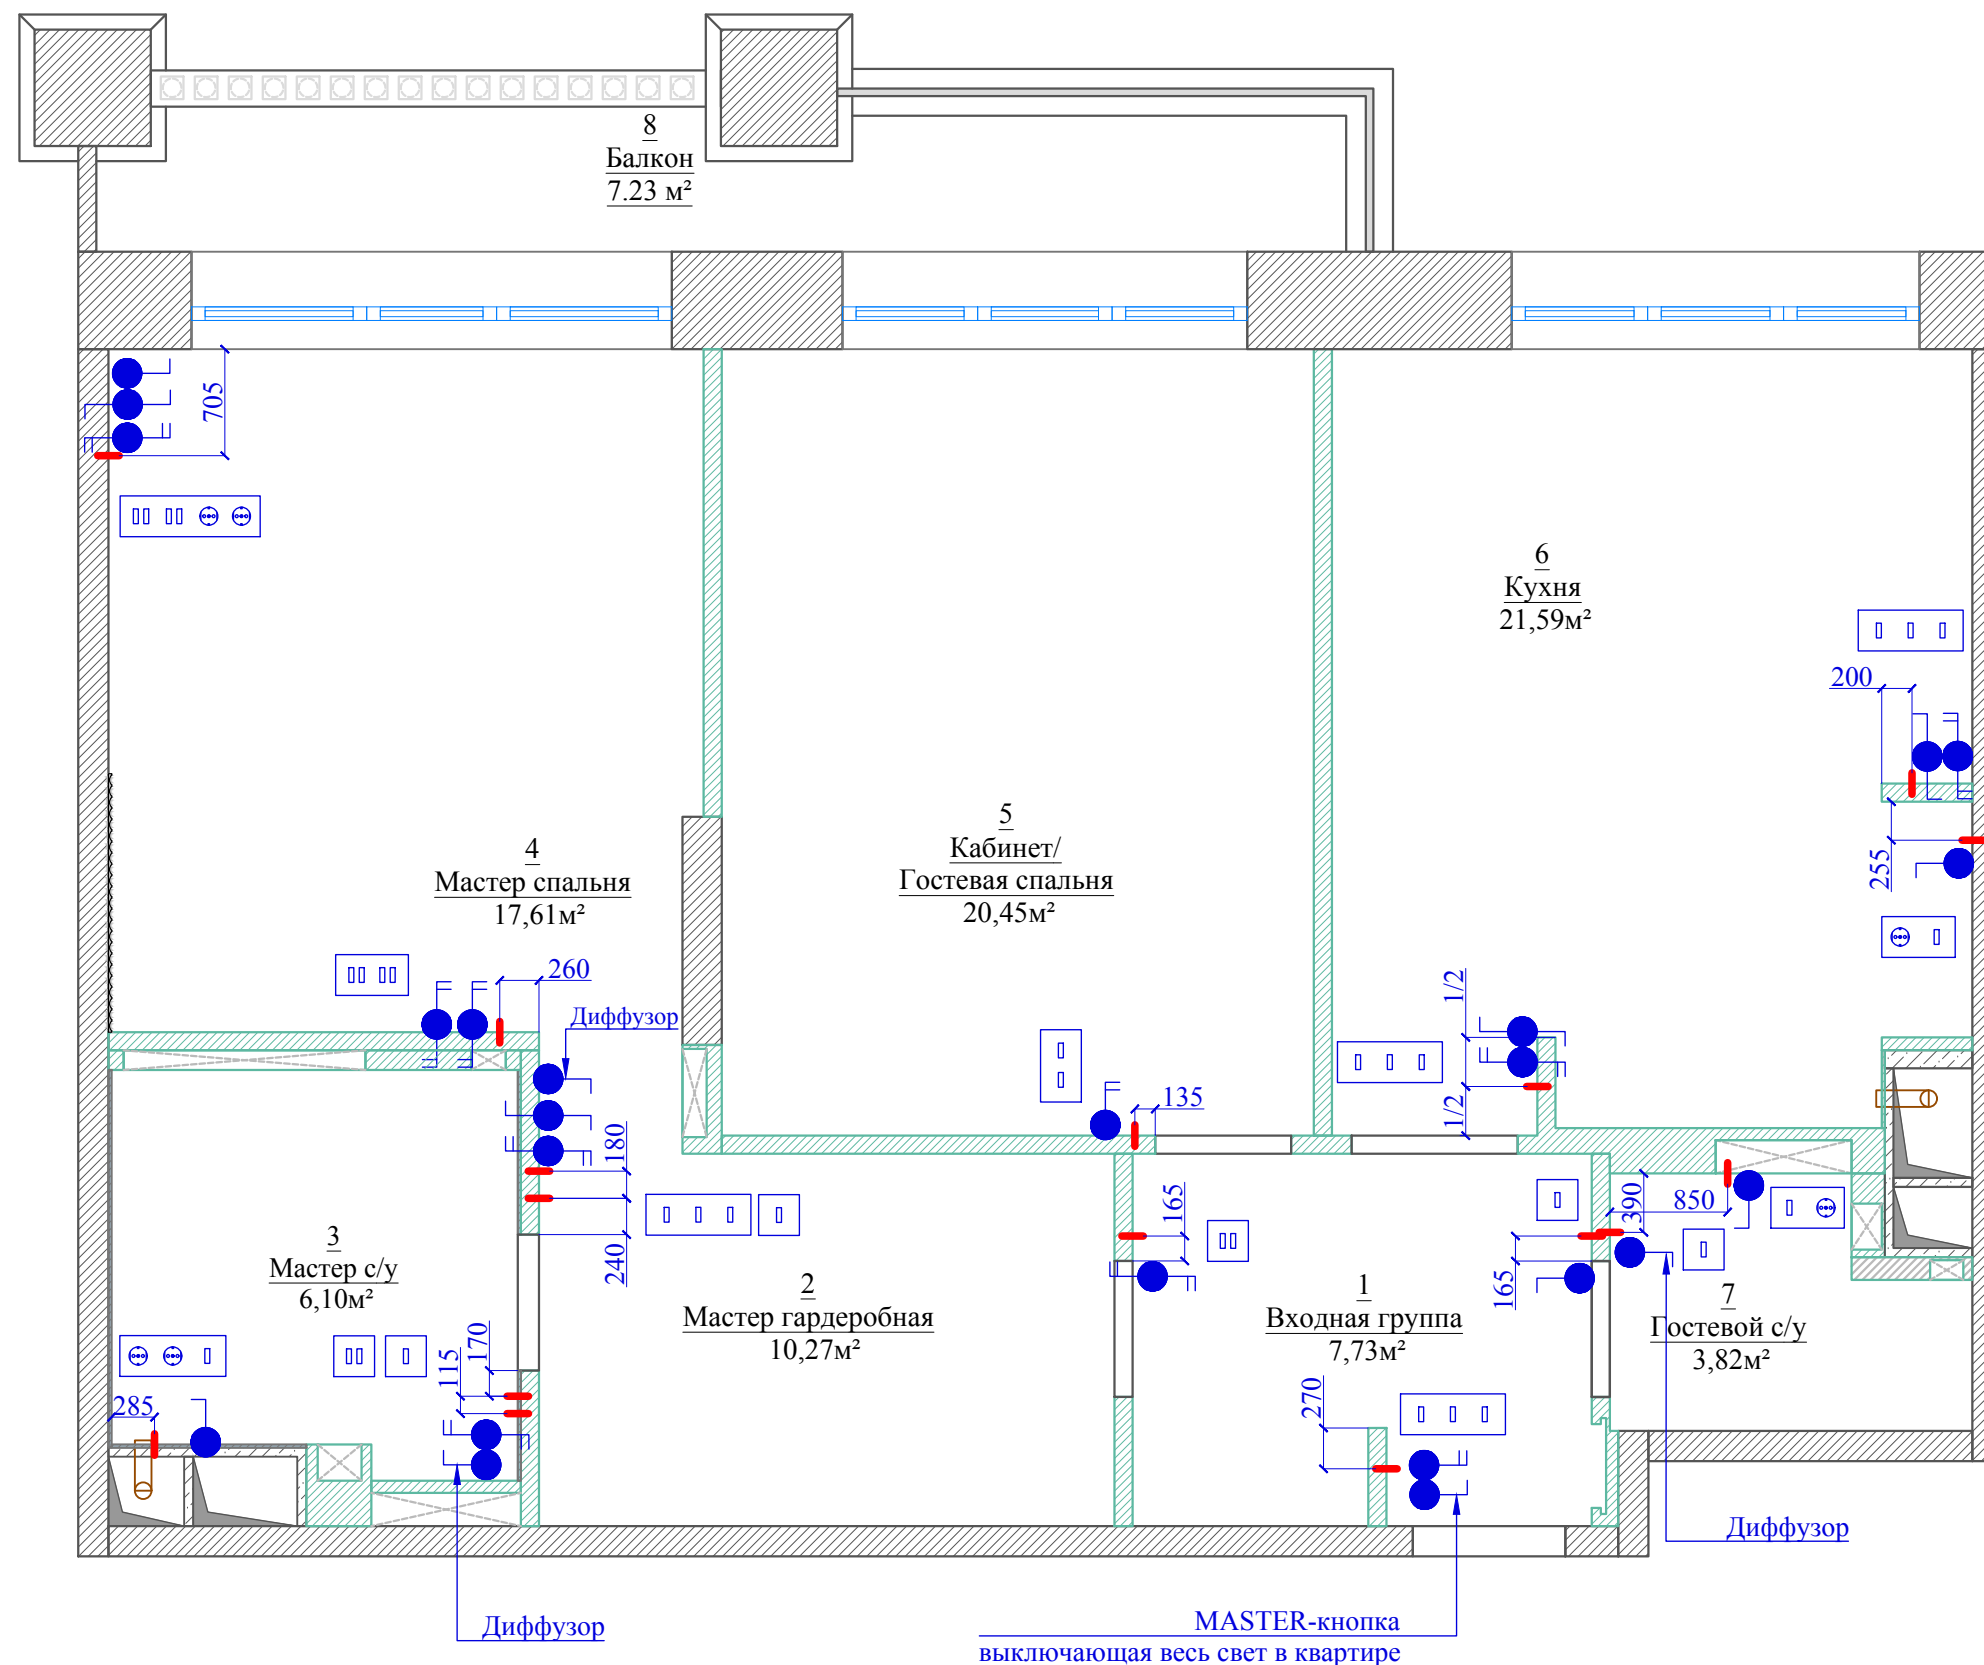 8
Балкон
7.23 м²
705
6
Кухня
21,59м²
200
255
5
Кабинет/
Гостевая спальня
20,45м²
4
Мастер спальня
17,61м²
260
Диффузор
1/2
1/2
135
180
240
165
390
850
165
3
Мастер с/у
6,10м²
2
Мастер гардеробная
10,27м²
1
Входная группа
7,73м²
7
Гостевой с/у
3,82м²
170
115
285
270
Диффузор
Диффузор
MASTER-кнопка
выключающая весь свет в квартире